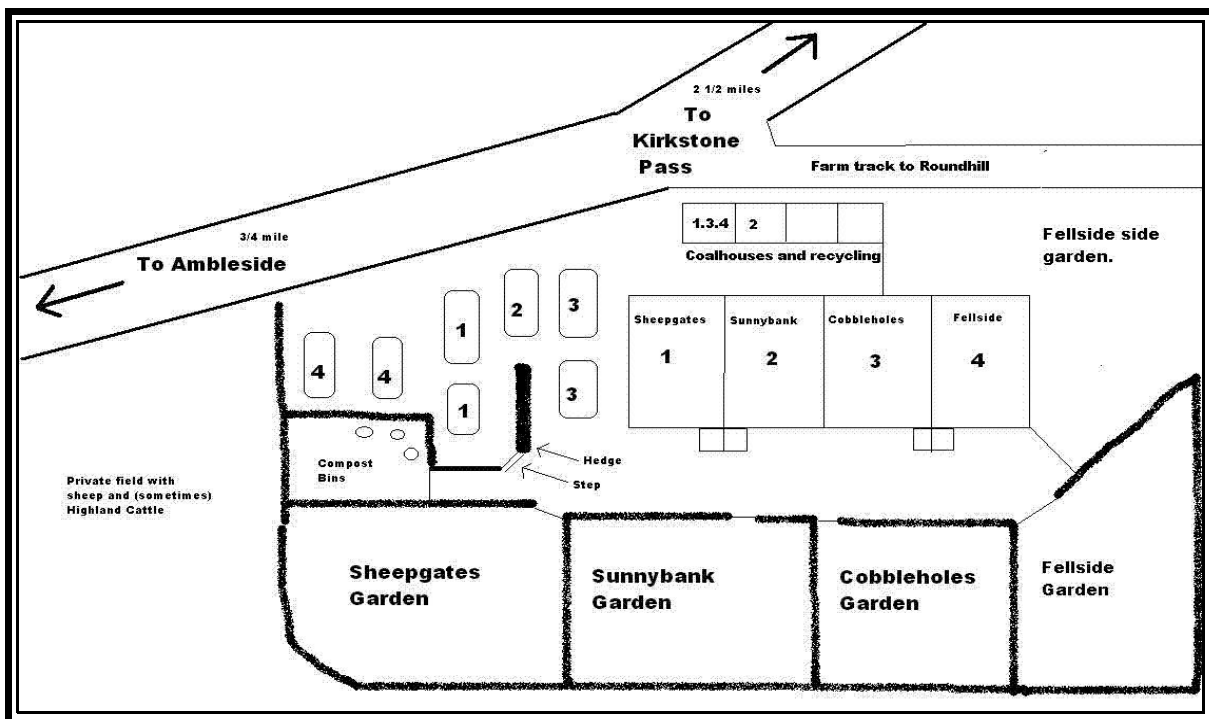 2 1/2 miles
To
Kirkstone
Pass
Farm track to Roundhill
3/4 mile
To Ambleside
1.3.4 2
Coalhouses and recycling
Fellside side
garden.
Sheepgates Sunnybank Cobbleholes Fellside
1 2 3 4
2 3
1
4 4
1 3
Hedge
Step
Compost
Bins
Private field with
sheep and (sometimes)
Highland Cattle
Sheepgates
Garden
Sunnybank
Garden
Cobbleholes
Garden
Fellside
Garden